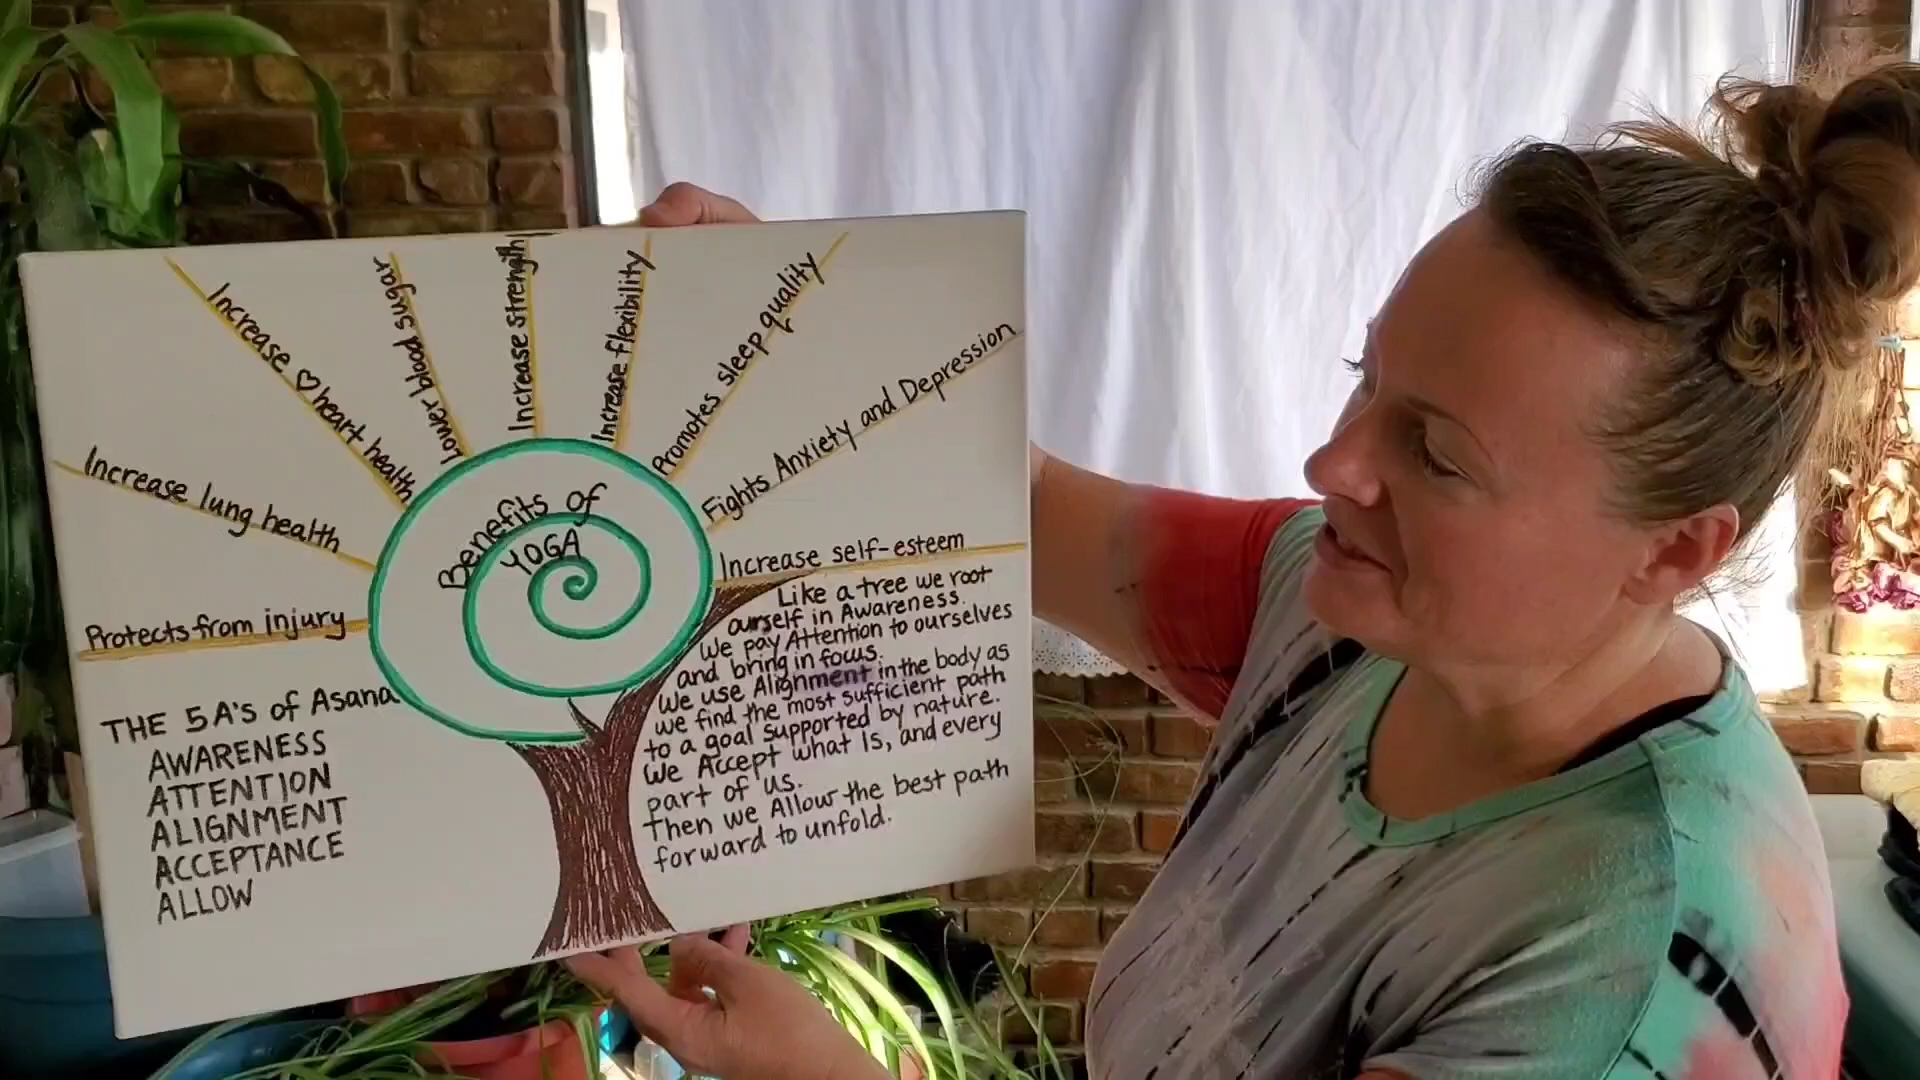 Benefits of
YOGA
Protects from injury
Increase lung health
Increase ♡ heart health
Lower blood sugar
Increase strength
Increase flexibility
Promotes sleep quality
Fights Anxiety and Depression
Increase self-esteem
THE 5 A's of Asana
AWARENESS
ATTENTION
ALIGNMENT
ACCEPTANCE
ALLOW
Like a tree we root
ourself in Awareness.
We pay Attention to ourselves
and bring in focus.
We use Alignment in the body as
we find the most sufficient path
to a goal supported by nature.
We Accept what Is, and every
part of us.
Then we Allow the best path
forward to unfold.